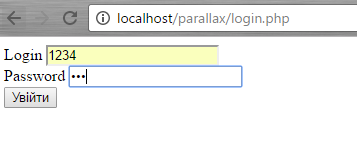 localhost/parallax/login.php
Login 1234
Password •••
Увійти